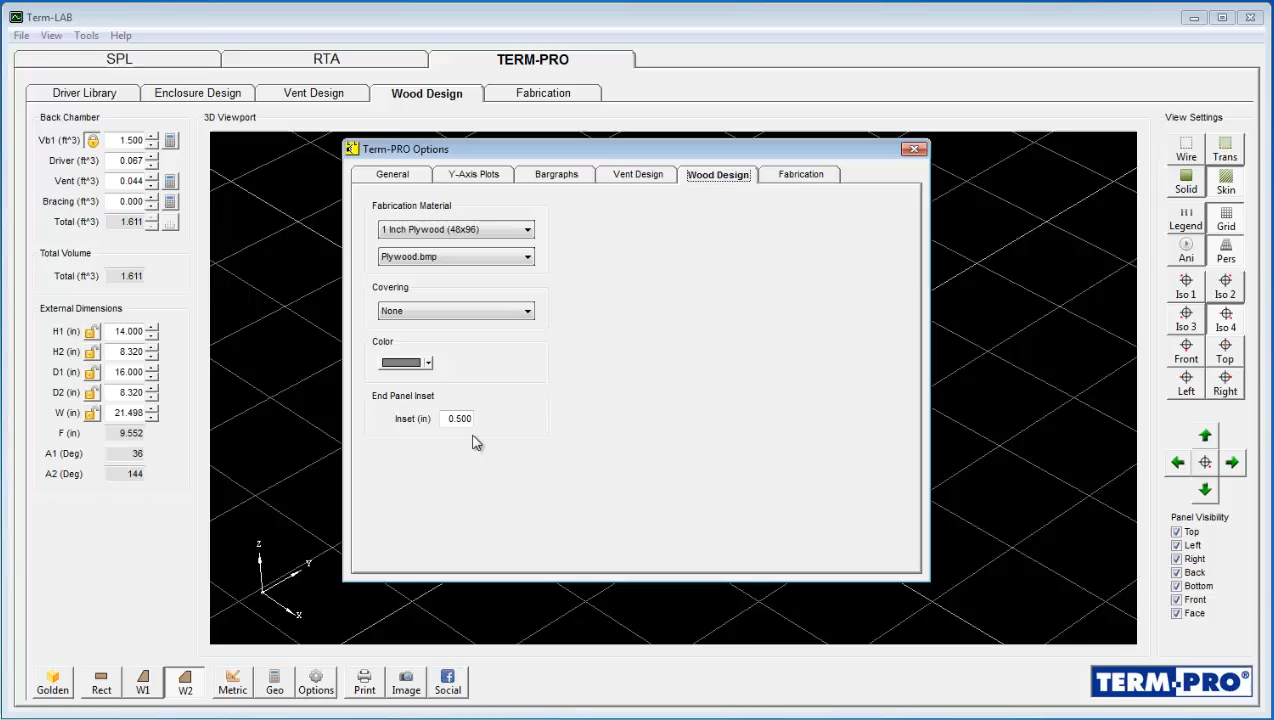 Term-LAB
File View Tools Help
SPL RTA TERM-PRO
Driver Library Enclosure Design Vent Design Wood Design Fabrication
Back Chamber
Vb1 (ft^3) 1.500
Driver (ft^3) 0.067
Vent (ft^3) 0.044
Bracing (ft^3) 0.000
Total (ft^3) 1.611
Total Volume
Total (ft^3) 1.611
External Dimensions
H1 (in) 14.000
H2 (in) 8.320
D1 (in) 16.000
D2 (in) 8.320
W (in) 21.498
F (in) 9.552
A1 (Deg) 36
A2 (Deg) 144
3D Viewport
Z
Y
X
Term-PRO Options
General Y-Axis Plots Bargraphs Vent Design Wood Design Fabrication
Fabrication Material
1 Inch Plywood (48x96)
Plywood.bmp
Covering
None
Color
End Panel Inset
Inset (in) 0.500
View Settings
Wire Trans
Solid Skin
Legend Grid
Ani Pers
Iso 1 Iso 2
Iso 3 Iso 4
Front Top
Left Right
Panel Visibility
Top
Left
Right
Back
Bottom
Front
Face
Golden Rect W1 W2 Metric Geo Options Print Image Social
TERM-PRO®